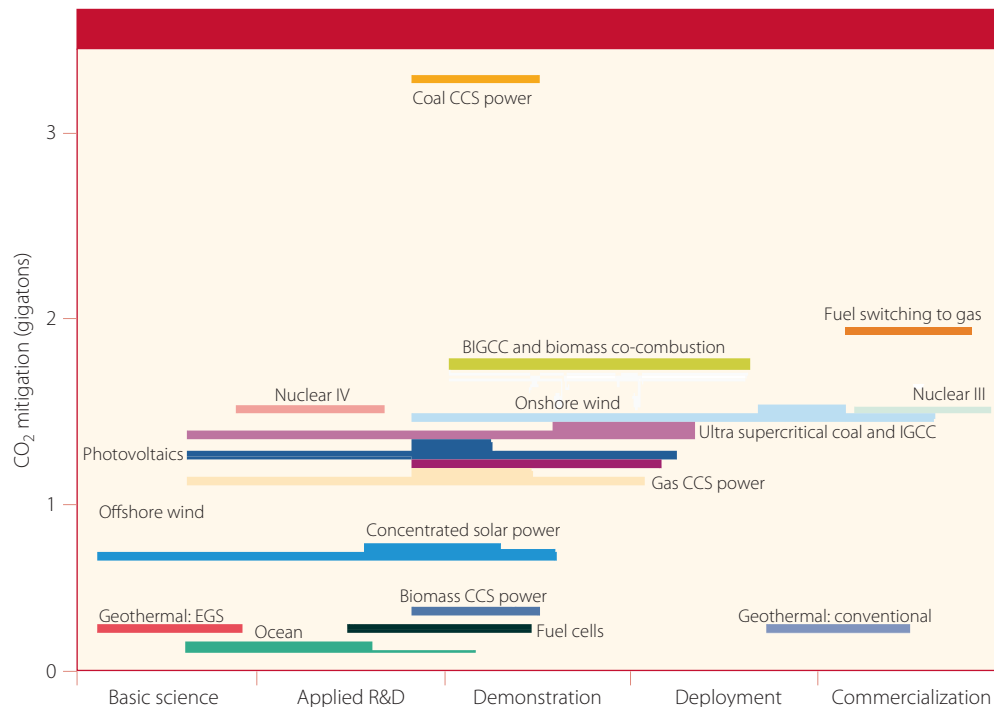 Coal CCS power
3
CO₂ mitigation (gigatons)
2
Fuel switching to gas
BIGCC and biomass co-combustion
Nuclear IV
Onshore wind
Nuclear III
Ultra supercritical coal and IGCC
Photovoltaics
Gas CCS power
1
Offshore wind
Concentrated solar power
Biomass CCS power
Geothermal: EGS
Geothermal: conventional
Ocean
Fuel cells
0
Basic science
Applied R&D
Demonstration
Deployment
Commercialization